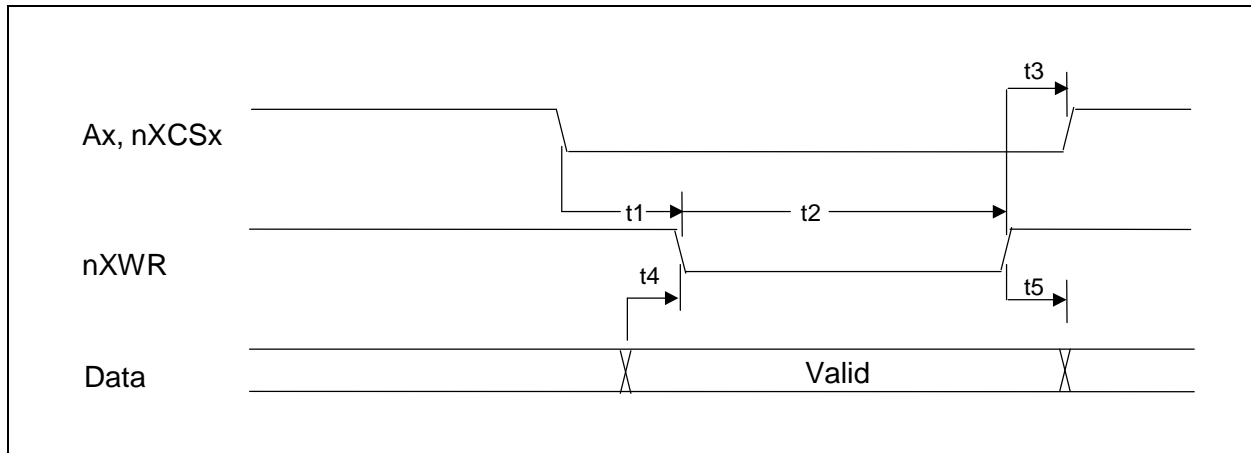 t3
Ax, nXCSx
t1
t2
nXWR
t4
t5
Data
Valid